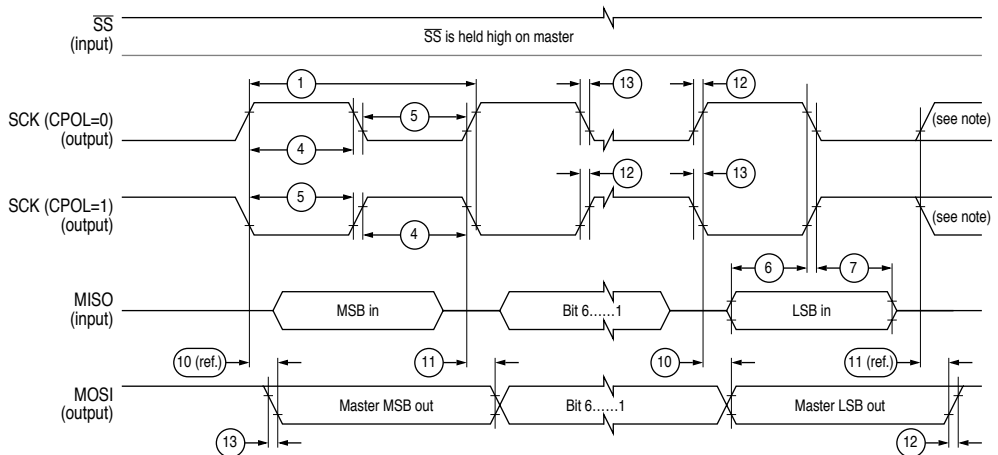 SS
(input)
SS is held high on master
1
13
12
SCK (CPOL=0)
(output)
5
(see note)
4
SCK (CPOL=1)
(output)
5
12
13
(see note)
4
6
7
MISO
(input)
MSB in
Bit 6......1
LSB in
10 (ref.)
11
10
11 (ref.)
MOSI
(output)
Master MSB out
Bit 6......1
Master LSB out
13
12